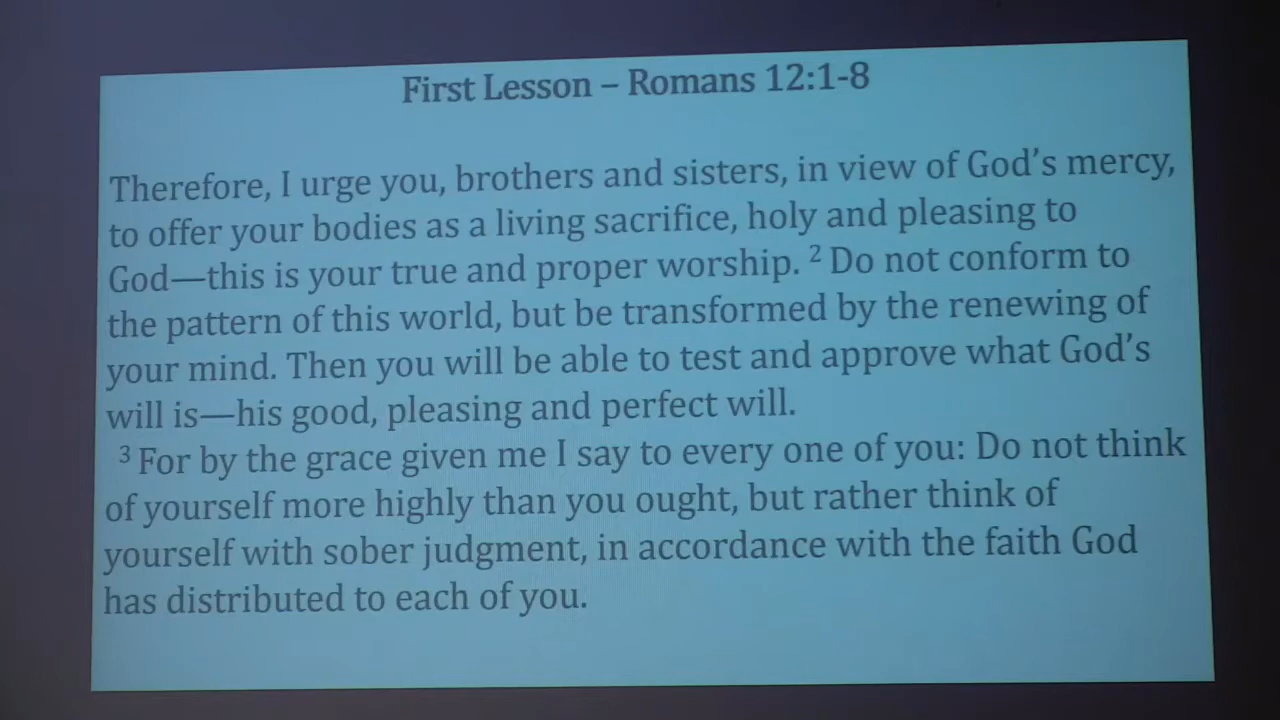 First Lesson – Romans 12:1-8
Therefore, I urge you, brothers and sisters, in view of God’s mercy,
to offer your bodies as a living sacrifice, holy and pleasing to
God—this is your true and proper worship. ² Do not conform to
the pattern of this world, but be transformed by the renewing of
your mind. Then you will be able to test and approve what God’s
will is—his good, pleasing and perfect will.
³ For by the grace given me I say to every one of you: Do not think
of yourself more highly than you ought, but rather think of
yourself with sober judgment, in accordance with the faith God
has distributed to each of you.